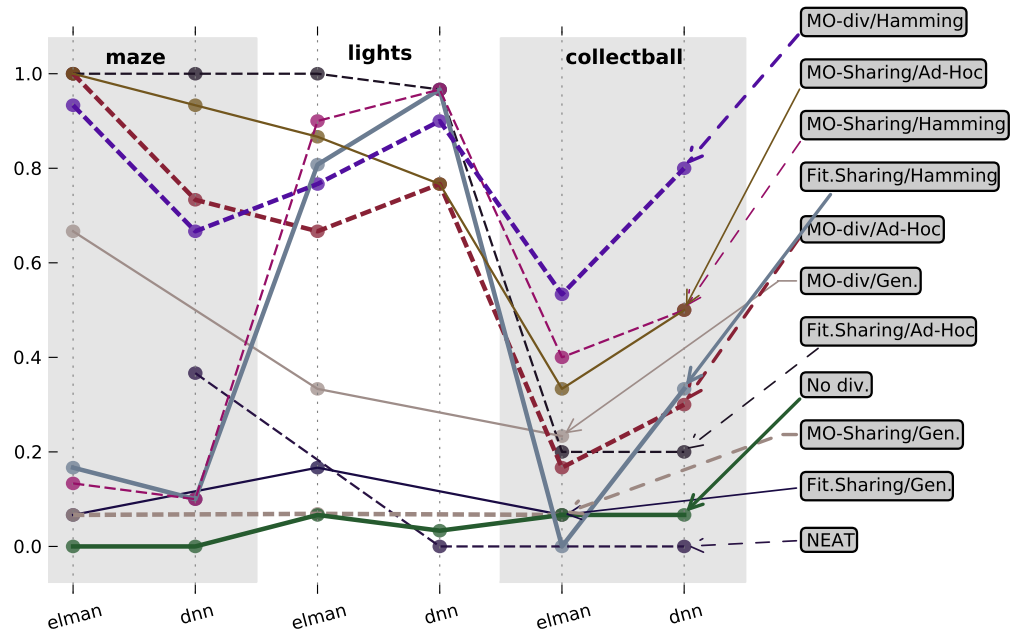 maze
lights
collectball
1.0
0.8
0.6
0.4
0.2
0.0
elman
dnn
elman
dnn
elman
dnn
MO-div/Hamming
MO-Sharing/Ad-Hoc
MO-Sharing/Hamming
Fit.Sharing/Hamming
MO-div/Ad-Hoc
MO-div/Gen.
Fit.Sharing/Ad-Hoc
No div.
MO-Sharing/Gen.
Fit.Sharing/Gen.
NEAT